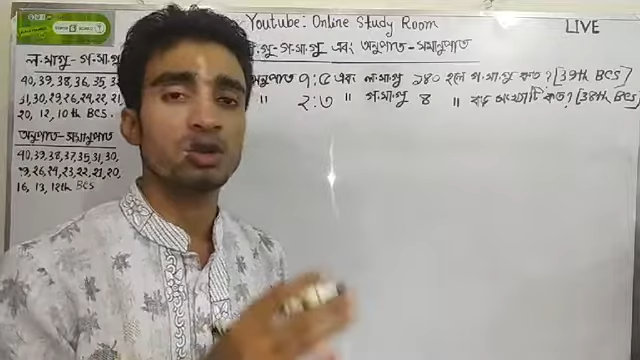 Youtube: Online Study Room
LIVE
ল.সাগু - গ.সা.গু
গু-গ.সা.গু এবং অনুপাত-সমানুপাত
40, 39, 38, 36, 35, 3
31, 30, 29, 26, 24, 22, 21,
20, 12, 10th BCS.
অনুপাত ৭:৫ এবং ল.সাগু ১৪০ হলে গ.সা.গু কত? [39th BCS]
" ২:৩ " গ.সা.গু ৪ " বড় সংখ্যাটি কত? [38th BCS]
অনুপাত-সমানুপাত
40, 39, 38, 37, 35, 31, 30,
29, 26, 24, 23, 22, 21, 20
16, 13, 12th BCS